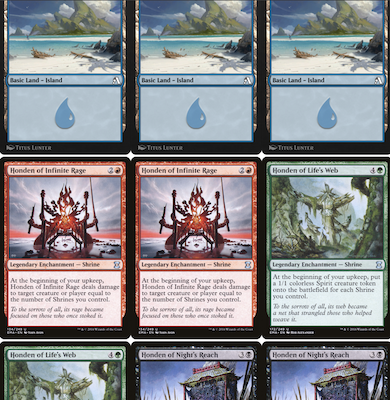 Basic Land – Island
Basic Land – Island
Basic Land – Island
Titus Lunter
Titus Lunter
Titus Lunter
Honden of Infinite Rage 2
At the beginning of your upkeep,
Honden of Infinite Rage deals damage
to target creature or player equal to
the number of Shrines you control.
Legendary Enchantment — Shrine
To the sorrow of all, its rage became
focused on those who once invoked it.
Honden of Infinite Rage 2
Legendary Enchantment — Shrine
At the beginning of your upkeep,
Honden of Infinite Rage deals damage
to target creature or player equal to
the number of Shrines you control.
To the sorrow of all, its rage became
focused on those who once invoked it.
Honden of Life's Web 4
Legendary Enchantment — Shrine
At the beginning of your upkeep, put
a 1/1 colorless Spirit creature token
onto the battlefield for each Shrine
you control.
To the sorrow of all, its web became
a net that strangled those who helped
weave it.
Honden of Life's Web 4
Honden of Night's Reach 3
Honden of Night's Reach 3